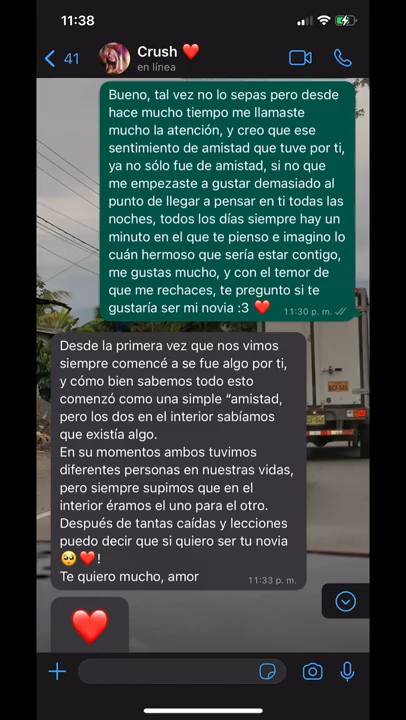 11:38
41
Crush ❤️
en línea
Bueno, tal vez no lo sepas pero desde
hace mucho tiempo me llamaste
mucho la atención, y creo que ese
sentimiento de amistad que tuve por ti,
ya no sólo fue de amistad, si no que
me empezaste a gustar demasiado al
punto de llegar a pensar en ti todas las
noches, todos los días siempre hay un
minuto en el que te pienso e imagino lo
cuán hermoso que sería estar contigo,
me gustas mucho, y con el temor de
que me rechaces, te pregunto si te
gustaría ser mi novia :3 ❤️
11:30 p. m.
Desde la primera vez que nos vimos
siempre comencé a se fue algo por ti,
y cómo bien sabemos todo esto
comenzó como una simple “amistad,
pero los dos en el interior sabíamos
que existía algo.
En su momentos ambos tuvimos
diferentes personas en nuestras vidas,
pero siempre supimos que en el
interior éramos el uno para el otro.
Después de tantas caídas y lecciones
puedo decir que si quiero ser tu novia
🥺❤️!
Te quiero mucho, amor
11:33 p. m.
❤️